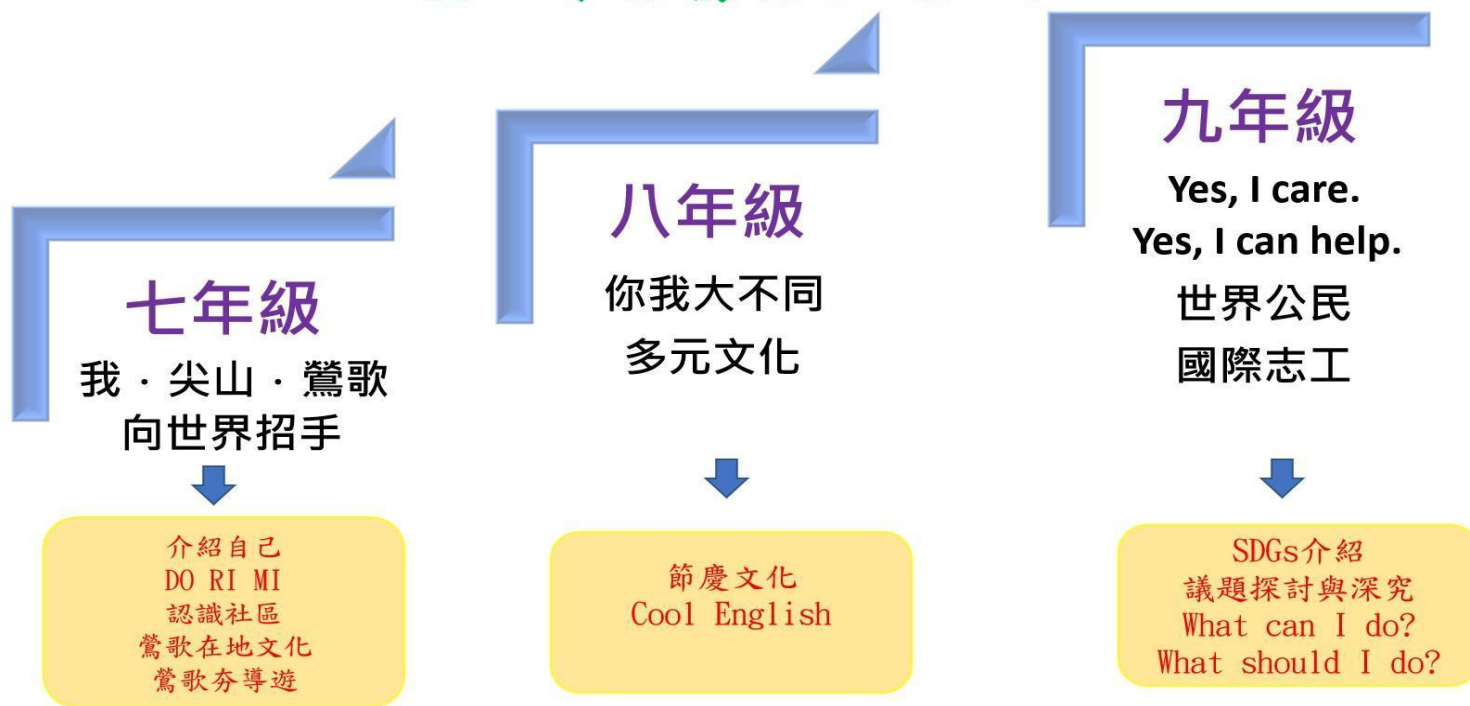 七年級
我．尖山．鶯歌
向世界招手
介紹自己
DO RI MI
認識社區
鶯歌在地文化
鶯歌夯導遊
八年級
你我大不同
多元文化
節慶文化
Cool English
九年級
Yes, I care.
Yes, I can help.
世界公民
國際志工
SDGs介紹
議題探討與深究
What can I do?
What should I do?